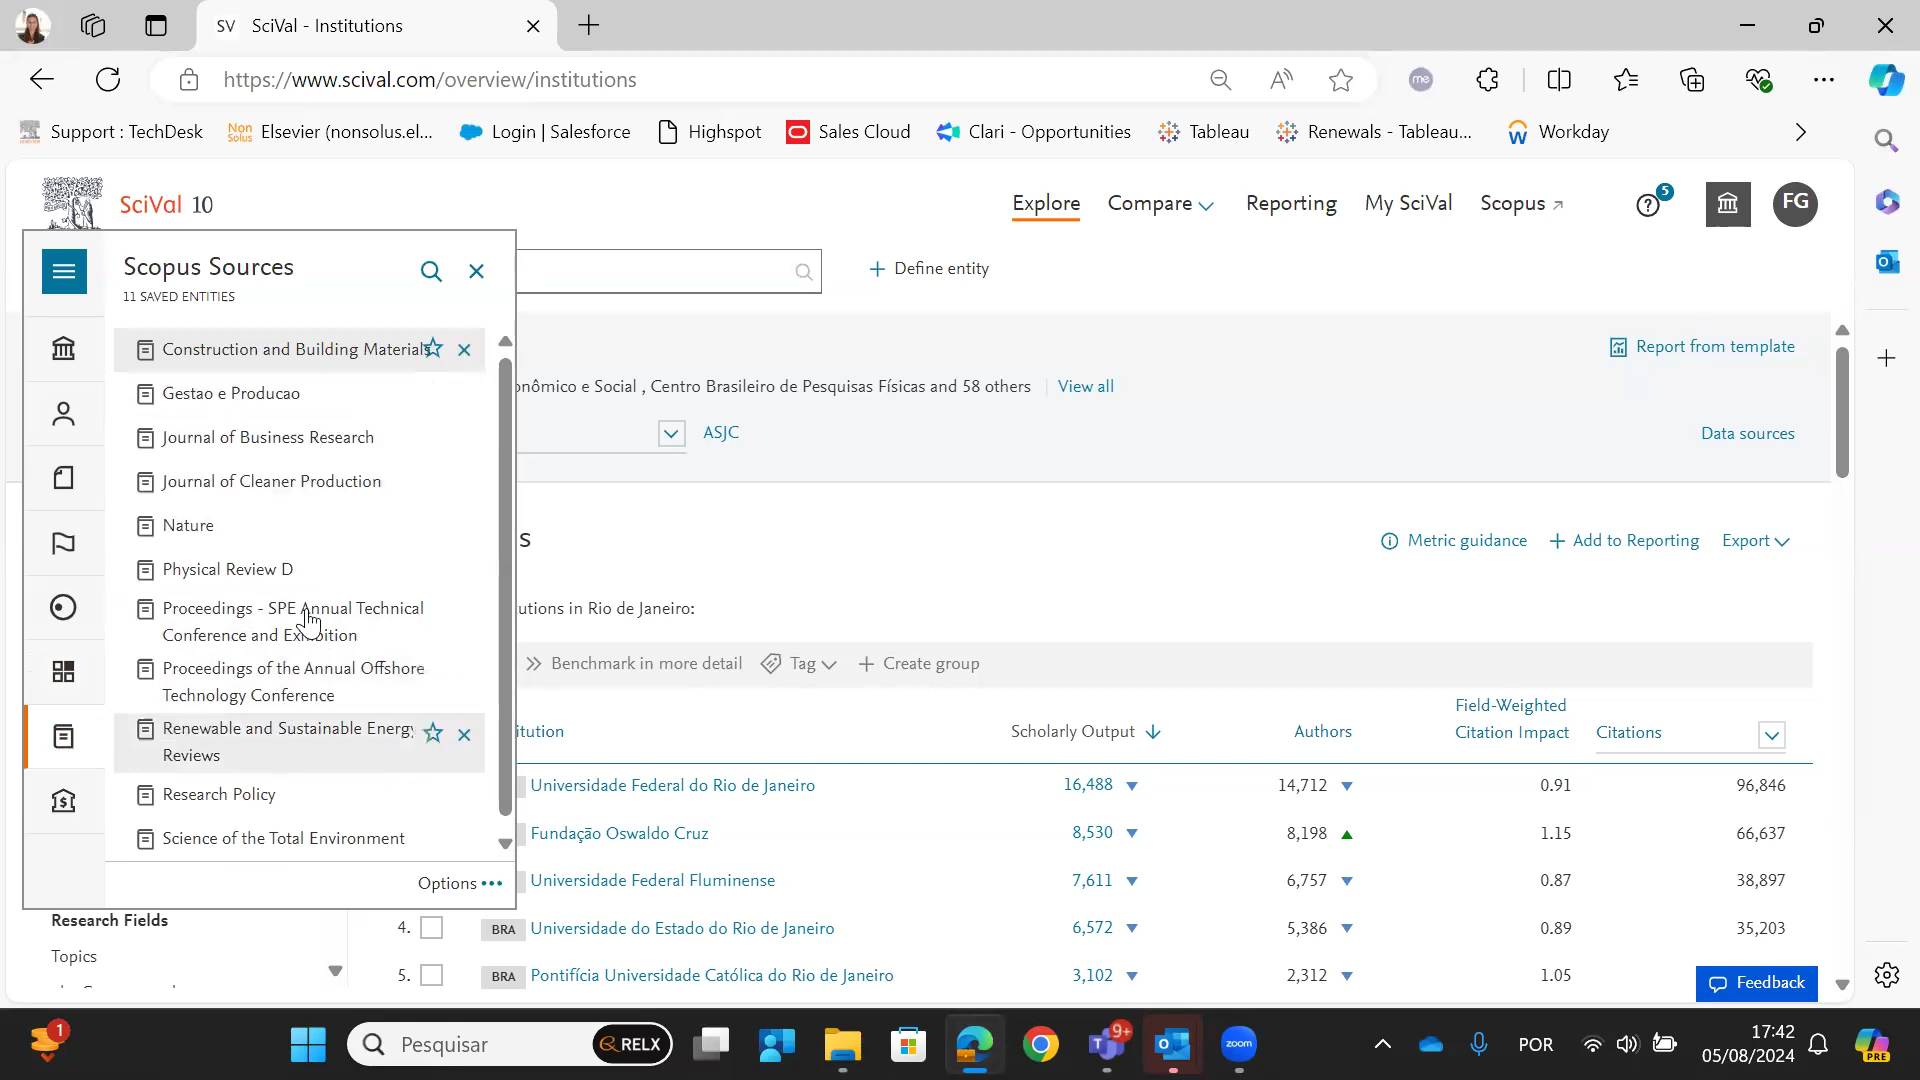 SV SciVal - Institutions
https://www.scival.com/overview/institutions
me
Support : TechDesk
Non Solus
Elsevier (nonsolus.el...
Login | Salesforce
Highspot
Sales Cloud
Clari - Opportunities
Tableau
Renewals - Tableau...
Workday
SciVal 10
Explore
Compare
Reporting
My SciVal
Scopus
5
FG
Scopus Sources
11 SAVED ENTITIES
Define entity
Construction and Building Materials
Report from template
Gestao e Producao
onômico e Social , Centro Brasileiro de Pesquisas Físicas and 58 others
View all
Journal of Business Research
ASJC
Data sources
Journal of Cleaner Production
Nature
s
Metric guidance
Add to Reporting
Export
Physical Review D
Proceedings - SPE Annual Technical
Conference and Exhibition
utions in Rio de Janeiro:
Proceedings of the Annual Offshore
Technology Conference
Benchmark in more detail
Tag
Create group
Renewable and Sustainable Energy
Reviews
itution
Scholarly Output
Authors
Field-Weighted
Citation Impact
Citations
Research Policy
Universidade Federal do Rio de Janeiro 16,488 14,712 0.91 96,846
Science of the Total Environment
Fundação Oswaldo Cruz 8,530 8,198 1.15 66,637
Options
Universidade Federal Fluminense 7,611 6,757 0.87 38,897
Research Fields
4. BRA Universidade do Estado do Rio de Janeiro 6,572 5,386 0.89 35,203
Topics
5. BRA Pontifícia Universidade Católica do Rio de Janeiro 3,102 2,312 1.05
Feedback
1
Pesquisar
RELX
9+
zoom
POR
17:42
05/08/2024
PRE